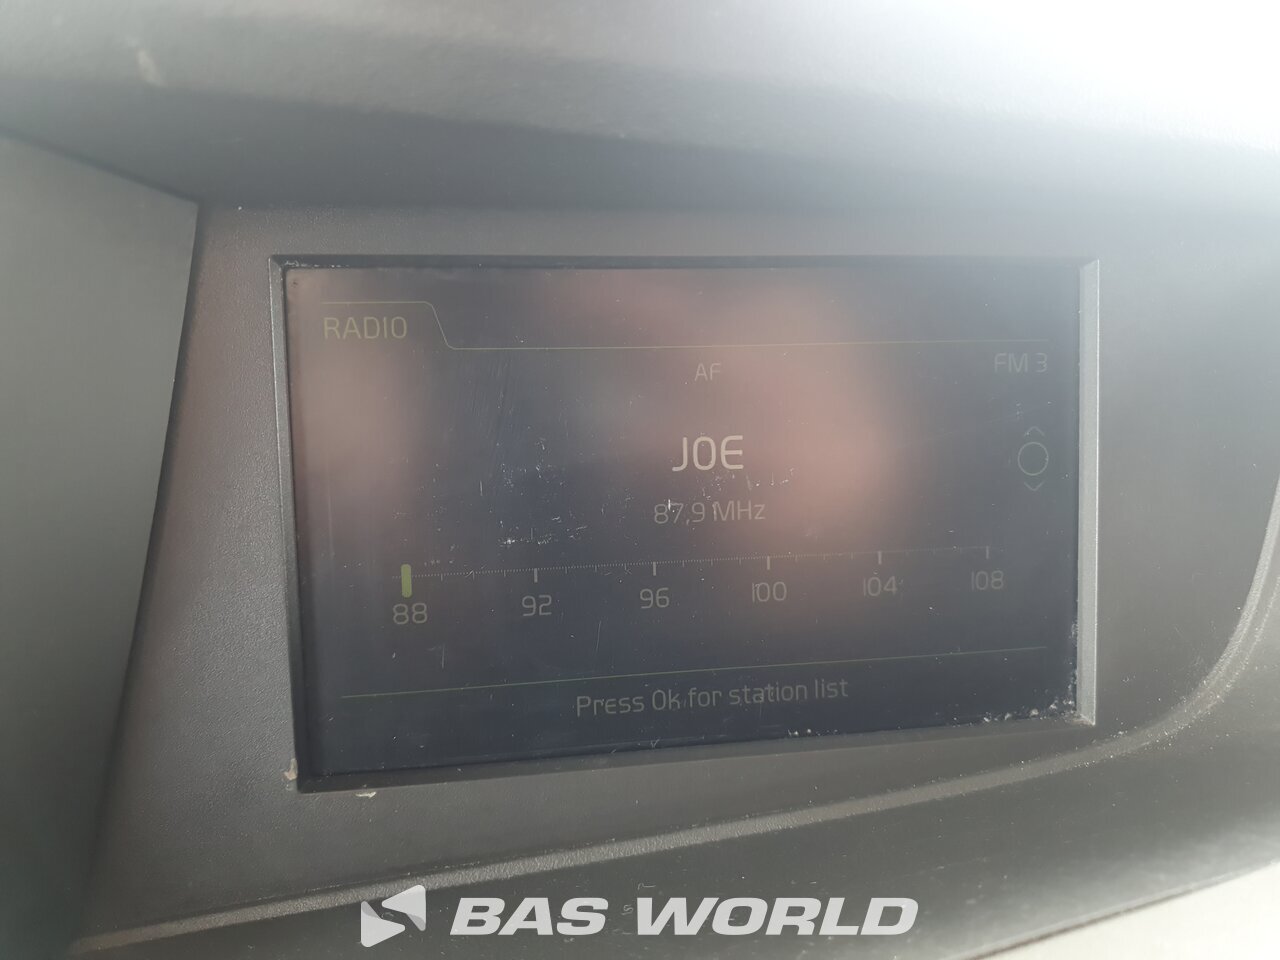 RADIO
AF
FM 3
JOE
87,9 MHz
88 92 96 100 104 108
Press Ok for station list
BAS WORLD